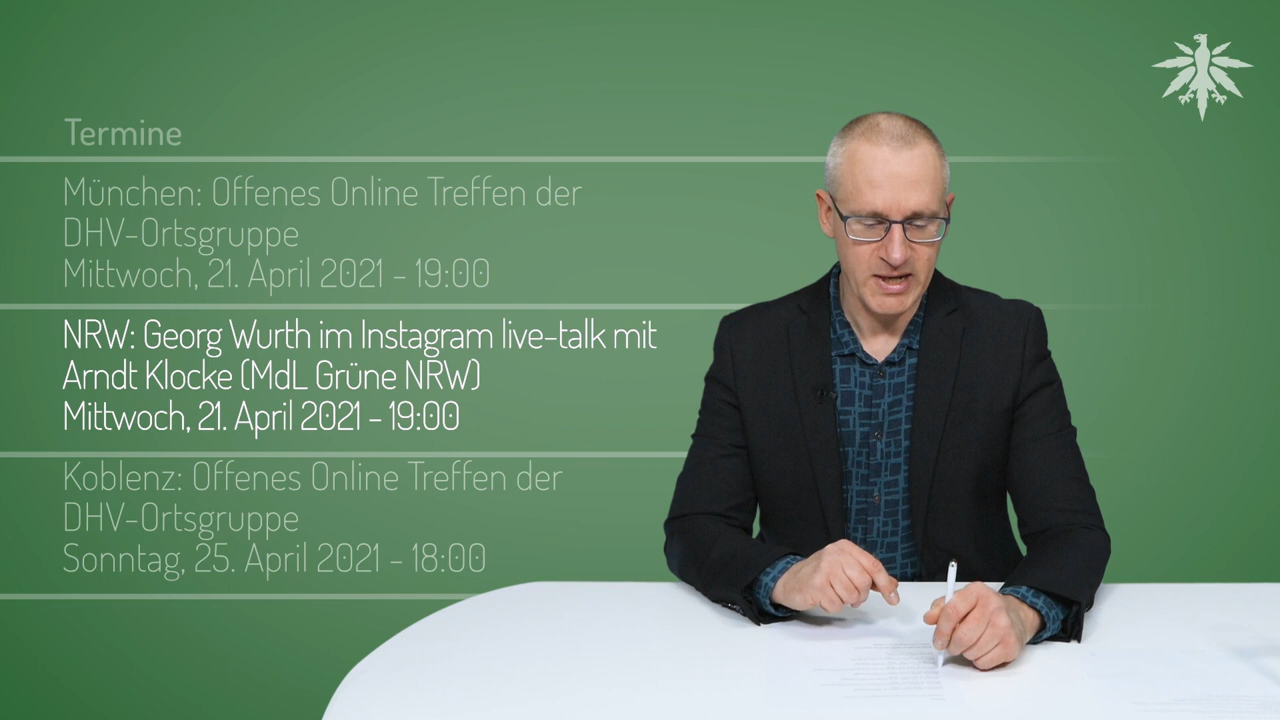 Termine
München: Offenes Online Treffen der
DHV-Ortsgruppe
Mittwoch, 21. April 2021 - 19:00
NRW: Georg Wurth im Instagram live-talk mit
Arndt Klocke (MdL Grüne NRW)
Mittwoch, 21. April 2021 - 19:00
Koblenz: Offenes Online Treffen der
DHV-Ortsgruppe
Sonntag, 25. April 2021 - 18:00